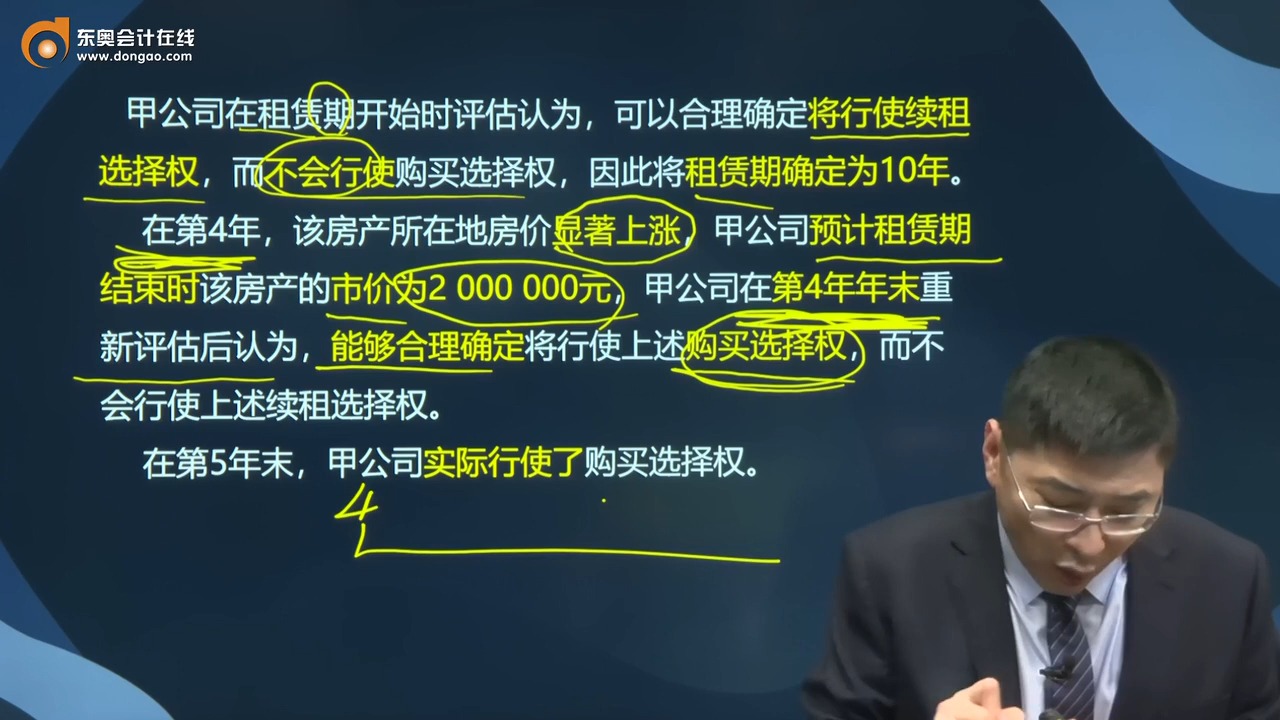 东奥会计在线
www.dongao.com
甲公司在租赁期开始时评估认为，可以合理确定将行使续租
选择权，而不会行使购买选择权，因此将租赁期确定为10年。
在第4年，该房产所在地房价显著上涨，甲公司预计租赁期
结束时该房产的市价为2 000 000元，甲公司在第4年年末重
新评估后认为，能够合理确定将行使上述购买选择权，而不
会行使上述续租选择权。
在第5年末，甲公司实际行使了购买选择权。
4